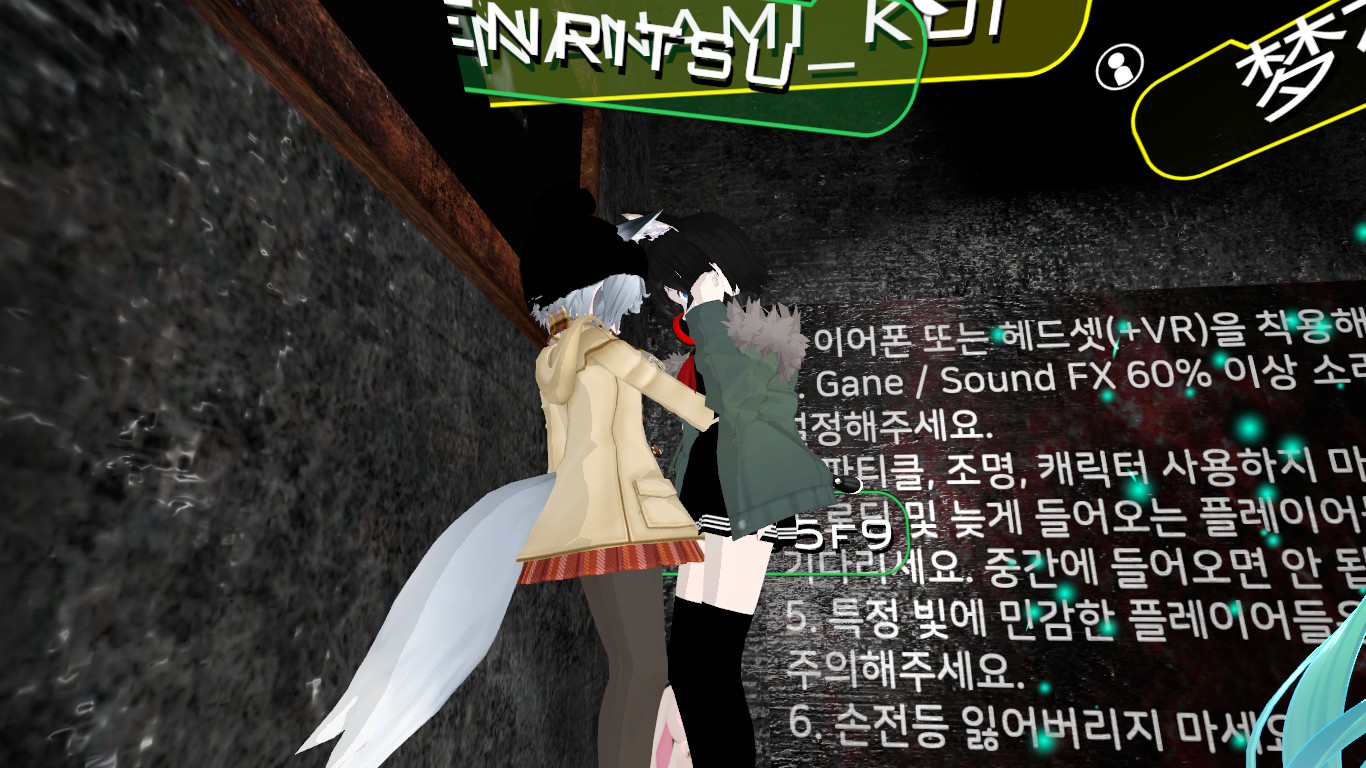 KOI
梦
이어폰 또는 헤드셋(+VR)을 착용해
Gane / Sound FX 60% 이상 소리
정해주세요.
파티클, 조명, 캐릭터 사용하지 마
및 늦게 들어오는 플레이어
5F9
기다리세요. 중간에 들어오면 안 됩
5. 특정 빛에 민감한 플레이어들은
주의해주세요.
6. 손전등 잃어버리지 마세요